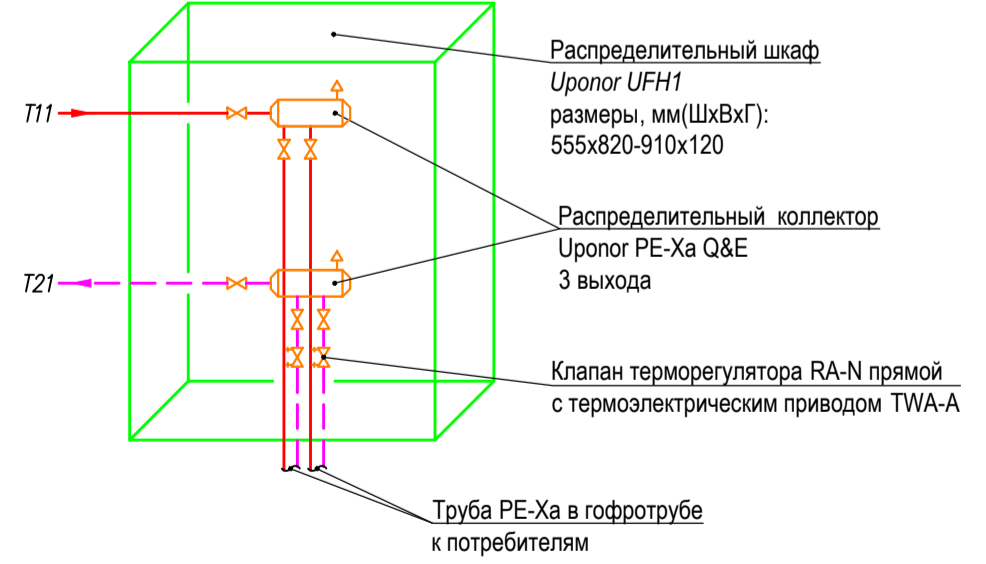 Распределительный шкаф
Uponor UFH1
размеры, мм(ШхВхГ):
555х820-910х120
Т11
Распределительный коллектор
Uponor PE-Xa Q&E
3 выхода
Т21
Клапан терморегулятора RA-N прямой
с термоэлектрическим приводом TWA-A
Труба PE-Xa в гофротрубе
к потребителям